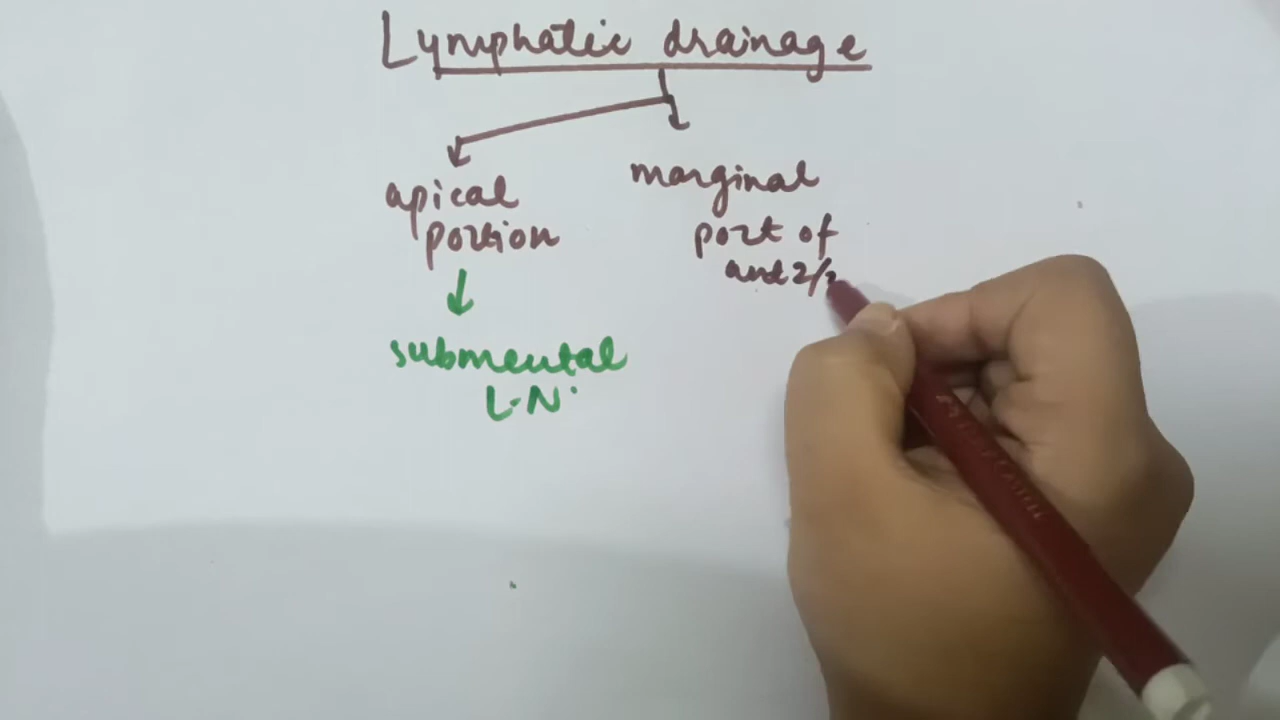 Lymphatic drainage
apical
portion
marginal
part of
ant 2/3
submental
L.N.